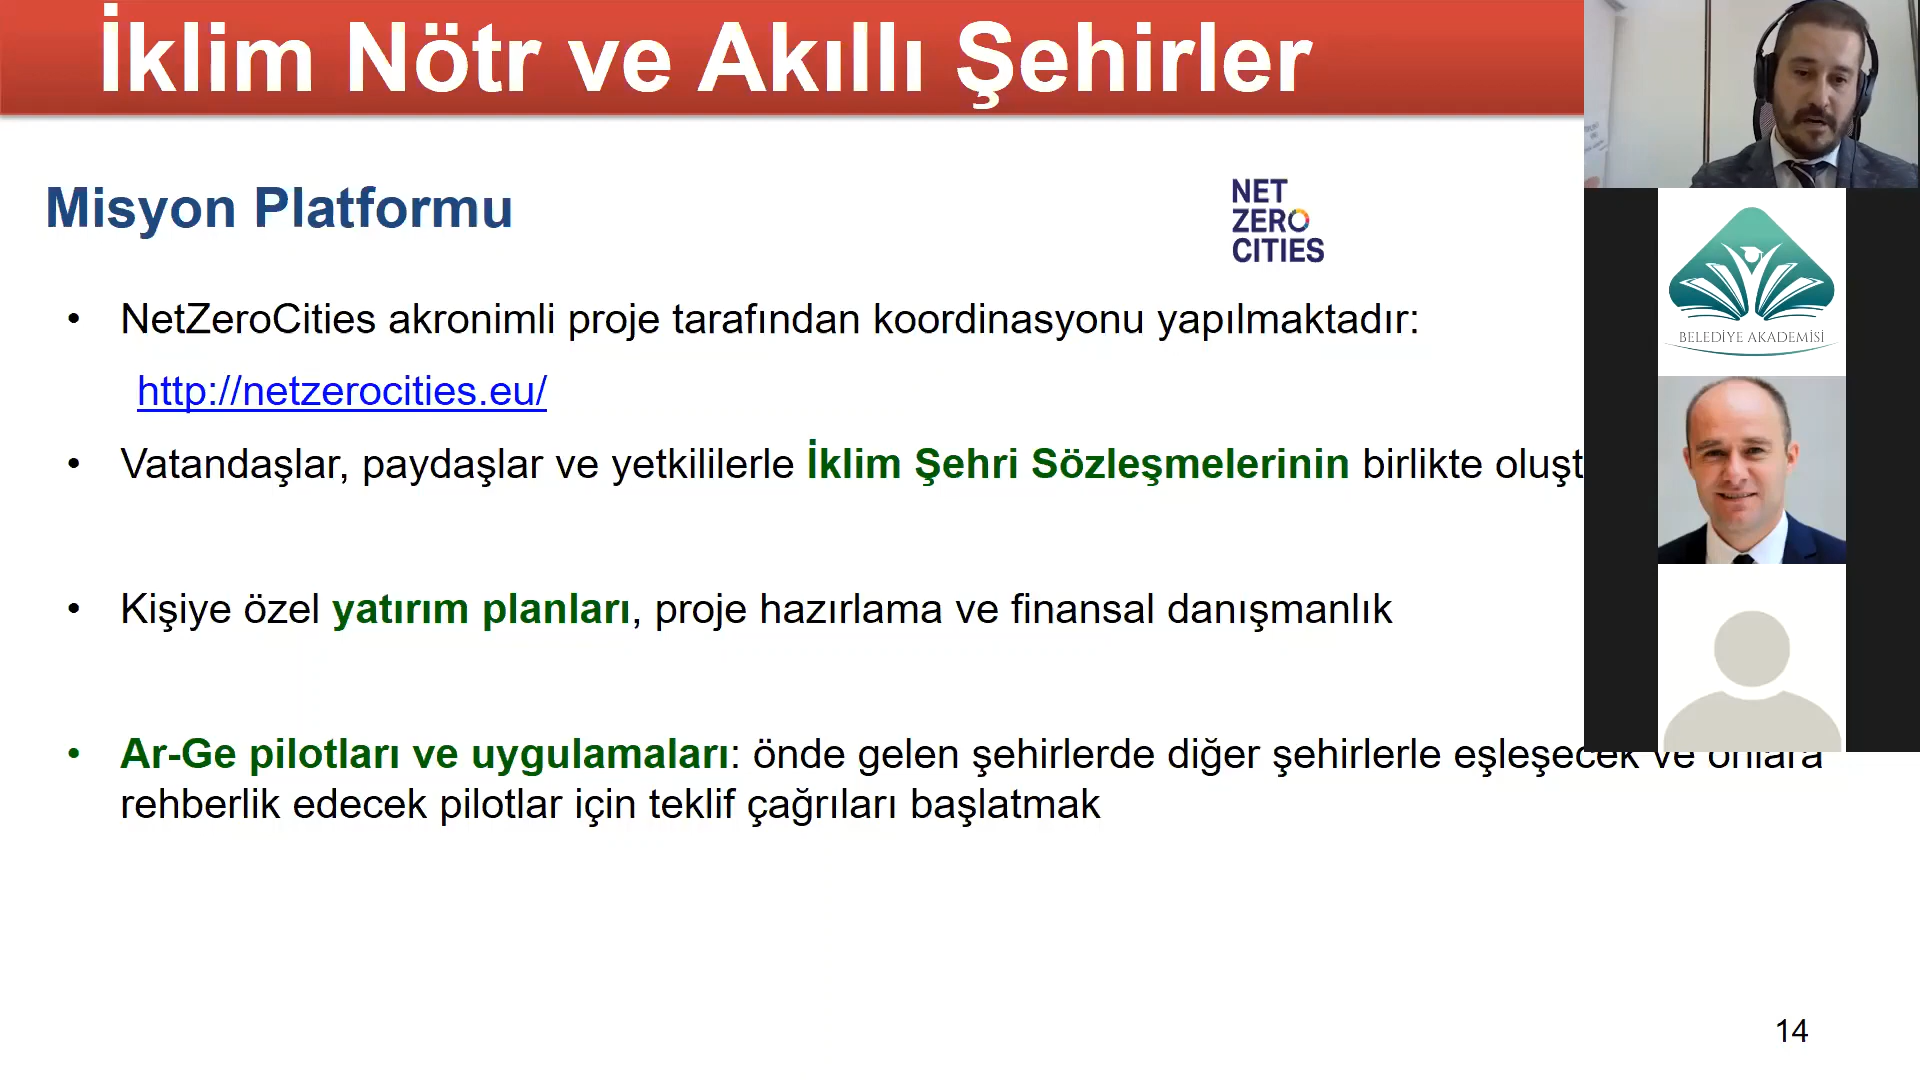 İklim Nötr ve Akıllı Şehirler
Misyon Platformu
NET
ZERO
CITIES
• NetZeroCities akronimli proje tarafından koordinasyonu yapılmaktadır:
http://netzerocities.eu/
• Vatandaşlar, paydaşlar ve yetkililerle İklim Şehri Sözleşmelerinin birlikte oluşt
• Kişiye özel yatırım planları, proje hazırlama ve finansal danışmanlık
• Ar-Ge pilotları ve uygulamaları: önde gelen şehirlerde diğer şehirlerle eşleşecek ve onlara
rehberlik edecek pilotlar için teklif çağrıları başlatmak
BELEDİYE AKADEMİSİ
14